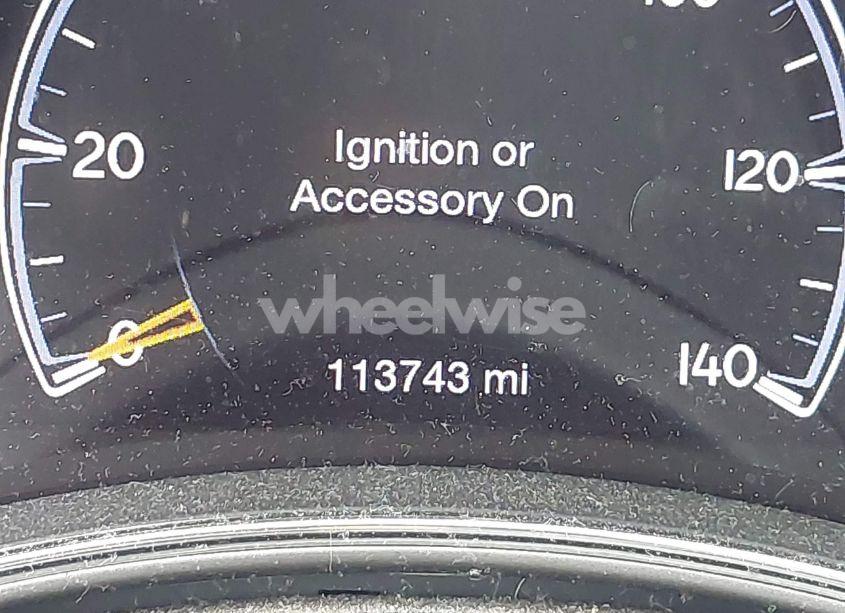 20
Ignition or
Accessory On
120
wheelwise
0
113743 mi
140